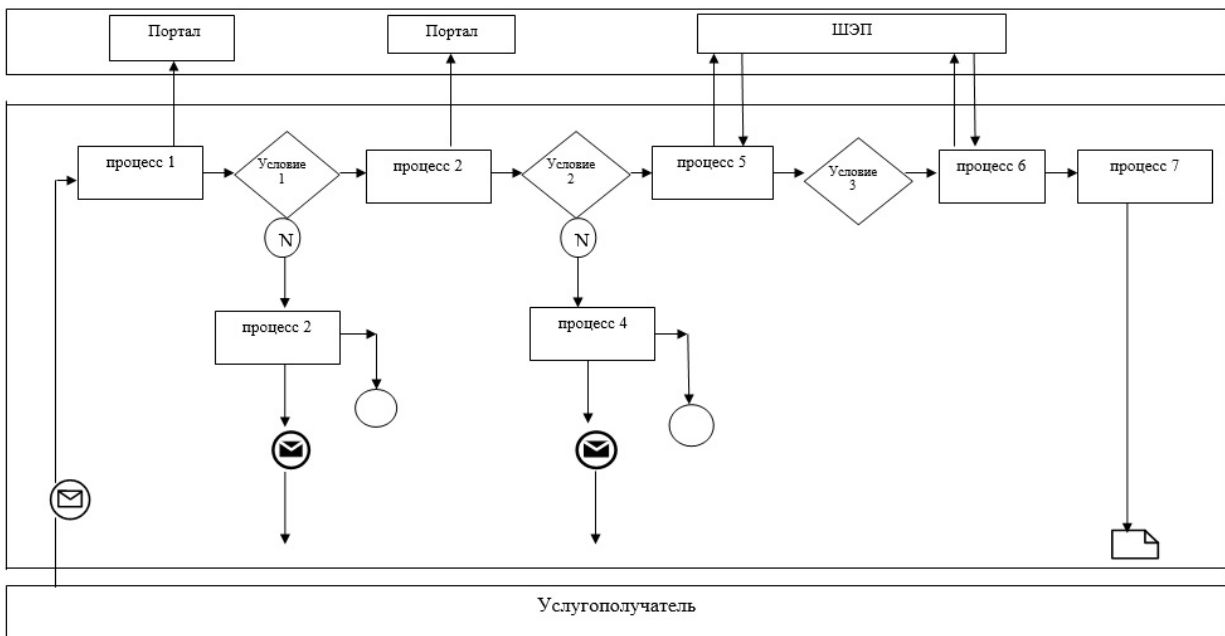 Портал
Портал
ШЭП
процесс 1
Условие
1
процесс 2
Условие
2
процесс 5
Условие
3
процесс 6
процесс 7
N
N
процесс 2
процесс 4
Услугополучатель